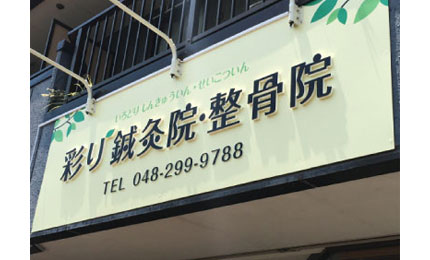 いろどり しんきゅういん・せいこついん
彩り 鍼灸院・整骨院
TEL 048-299-9788